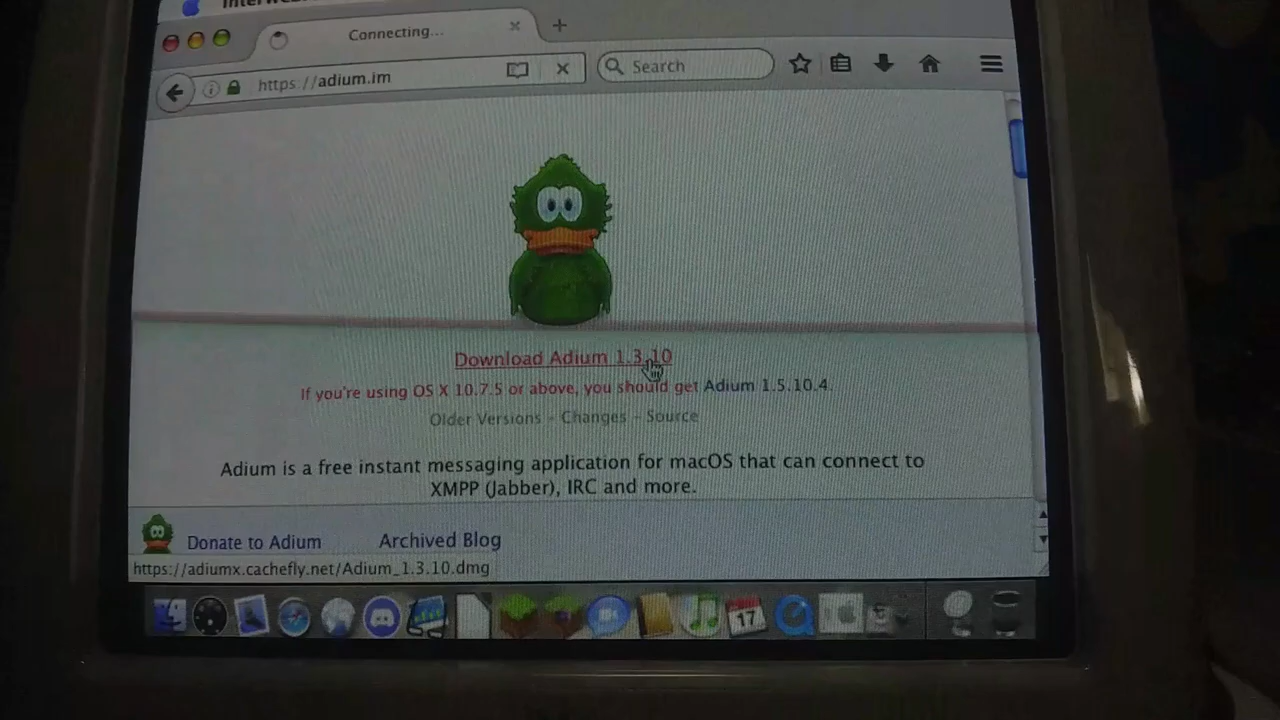 Connecting...
https://adium.im
Search
Download Adium 1.3.10
If you're using OS X 10.7.5 or above, you should get Adium 1.5.10.4.
Older Versions - Changes - Source
Adium is a free instant messaging application for macOS that can connect to
XMPP (Jabber), IRC and more.
Donate to Adium
Archived Blog
https://adiumx.cachefly.net/Adium_1.3.10.dmg
17